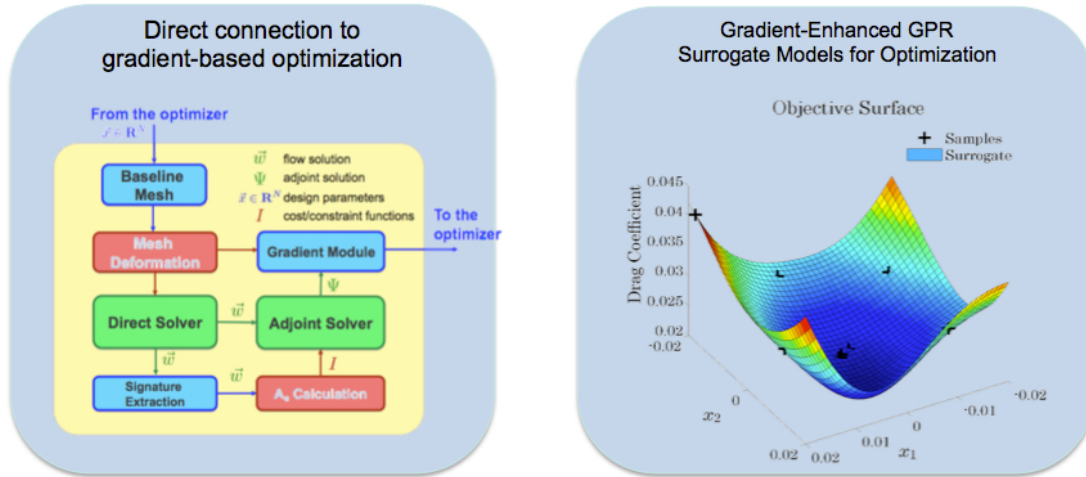 Direct connection to
gradient-based optimization
From the optimizer
x⃗ ∈ R^N
w⃗ flow solution
Ψ adjoint solution
x⃗ ∈ R^N design parameters
I cost/constraint functions
Baseline
Mesh
To the
optimizer
Mesh
Deformation
Gradient Module
Ψ
Direct Solver
w⃗
Adjoint Solver
w⃗
I
Signature
Extraction
w⃗
Calculation
Gradient-Enhanced GPR
Surrogate Models for Optimization
Objective Surface
Samples
Surrogate
Drag Coefficient
0.045
0.04
0.035
0.03
0.025
0.02
-0.02
0
0.02
x₂
0.02
0.01
0
-0.01
-0.02
x₁